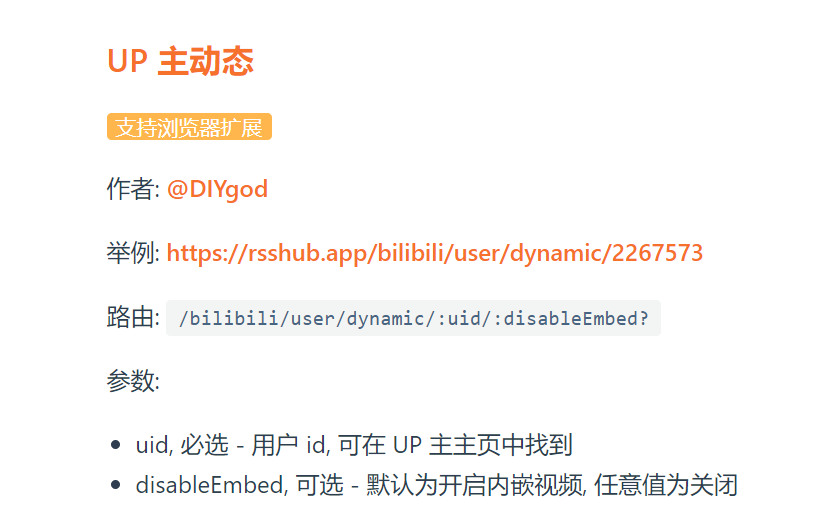 UP 主动态
支持浏览器扩展
作者: @DIYgod
举例: https://rsshub.app/bilibili/user/dynamic/2267573
路由: /bilibili/user/dynamic/:uid/:disableEmbed?
参数:
• uid, 必选 - 用户 id, 可在 UP 主主页中找到
• disableEmbed, 可选 - 默认为开启内嵌视频, 任意值为关闭